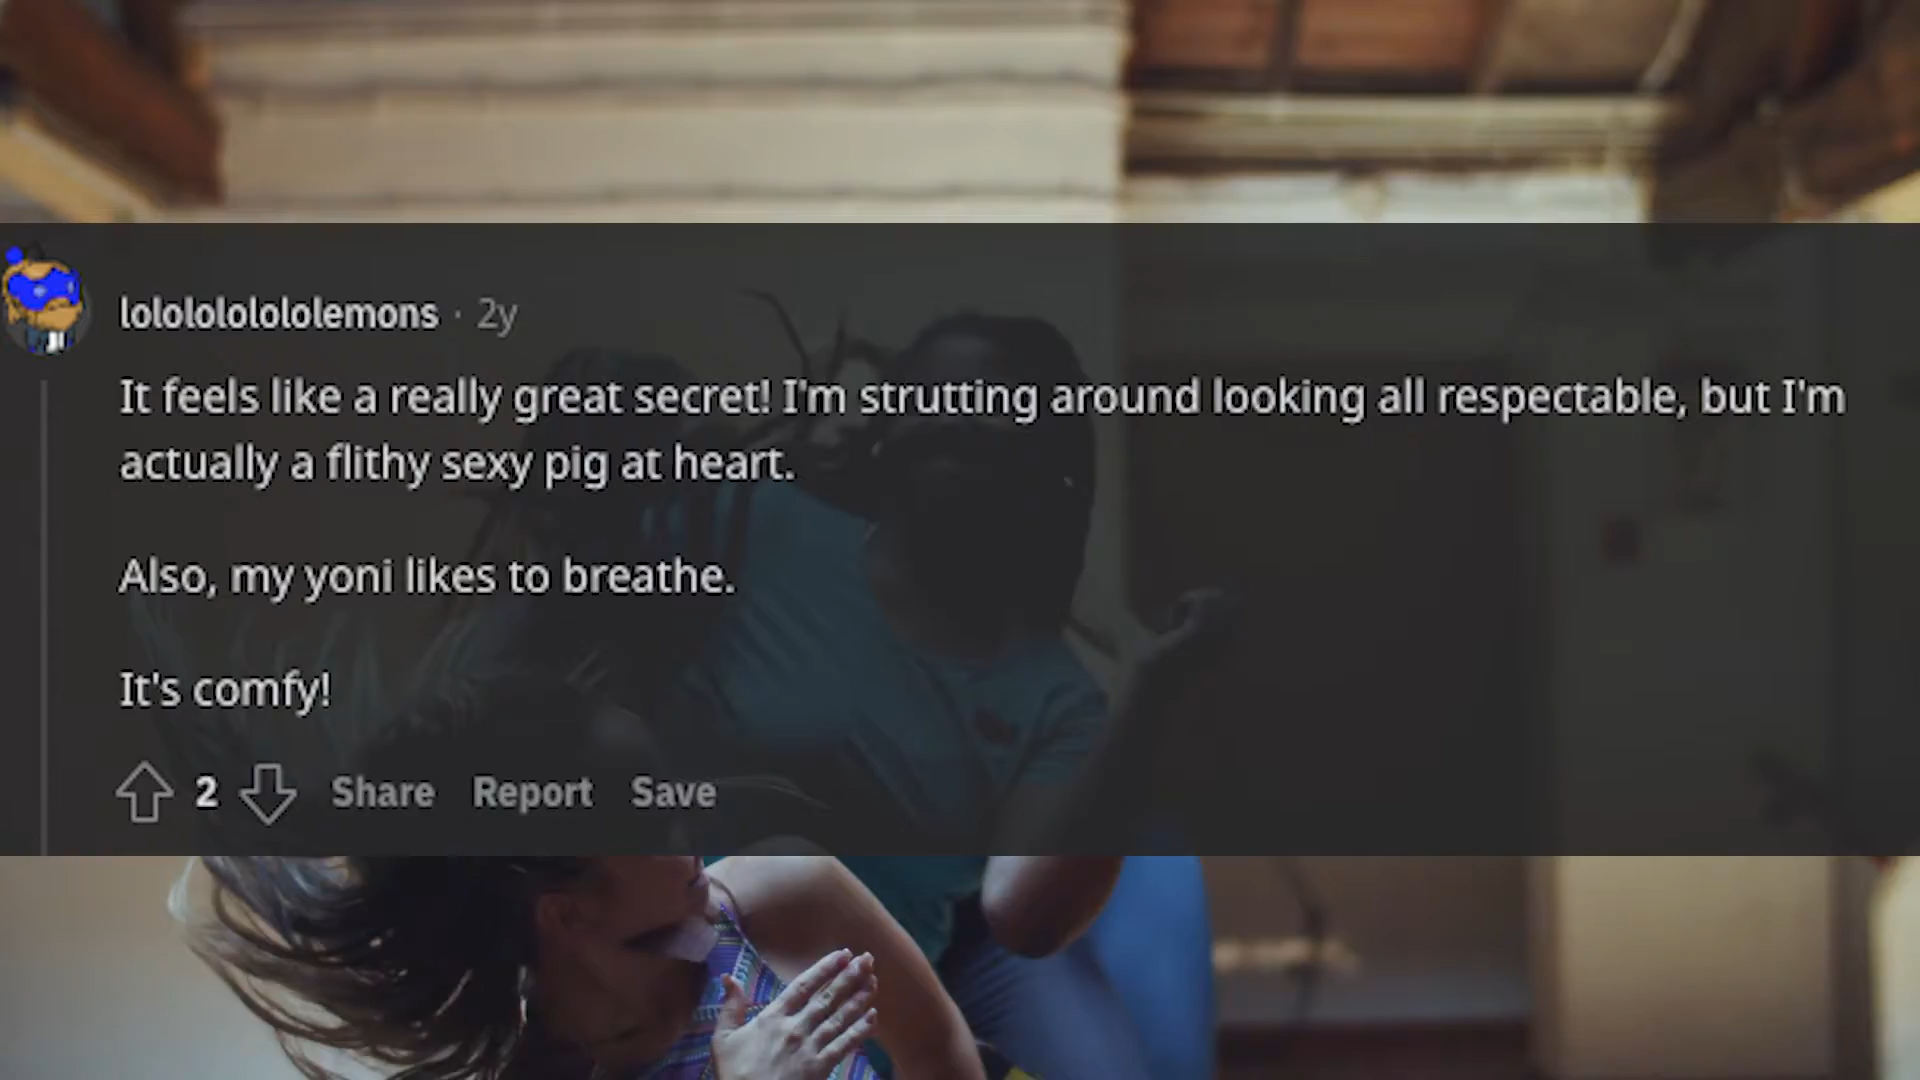 lolololololololemons · 2y
It feels like a really great secret! I'm strutting around looking all respectable, but I'm
actually a flithy sexy pig at heart.
Also, my yoni likes to breathe.
It's comfy!
2 Share Report Save